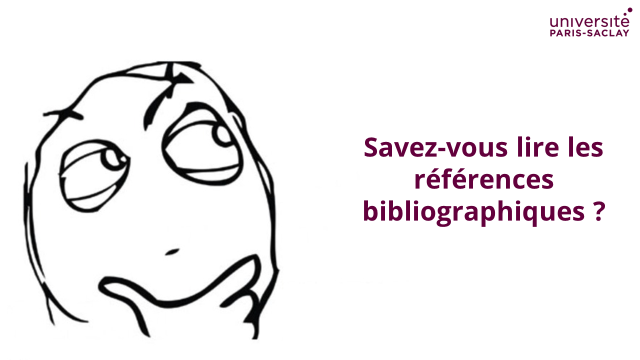 université
PARIS-SACLAY
Savez-vous lire les
références
bibliographiques ?